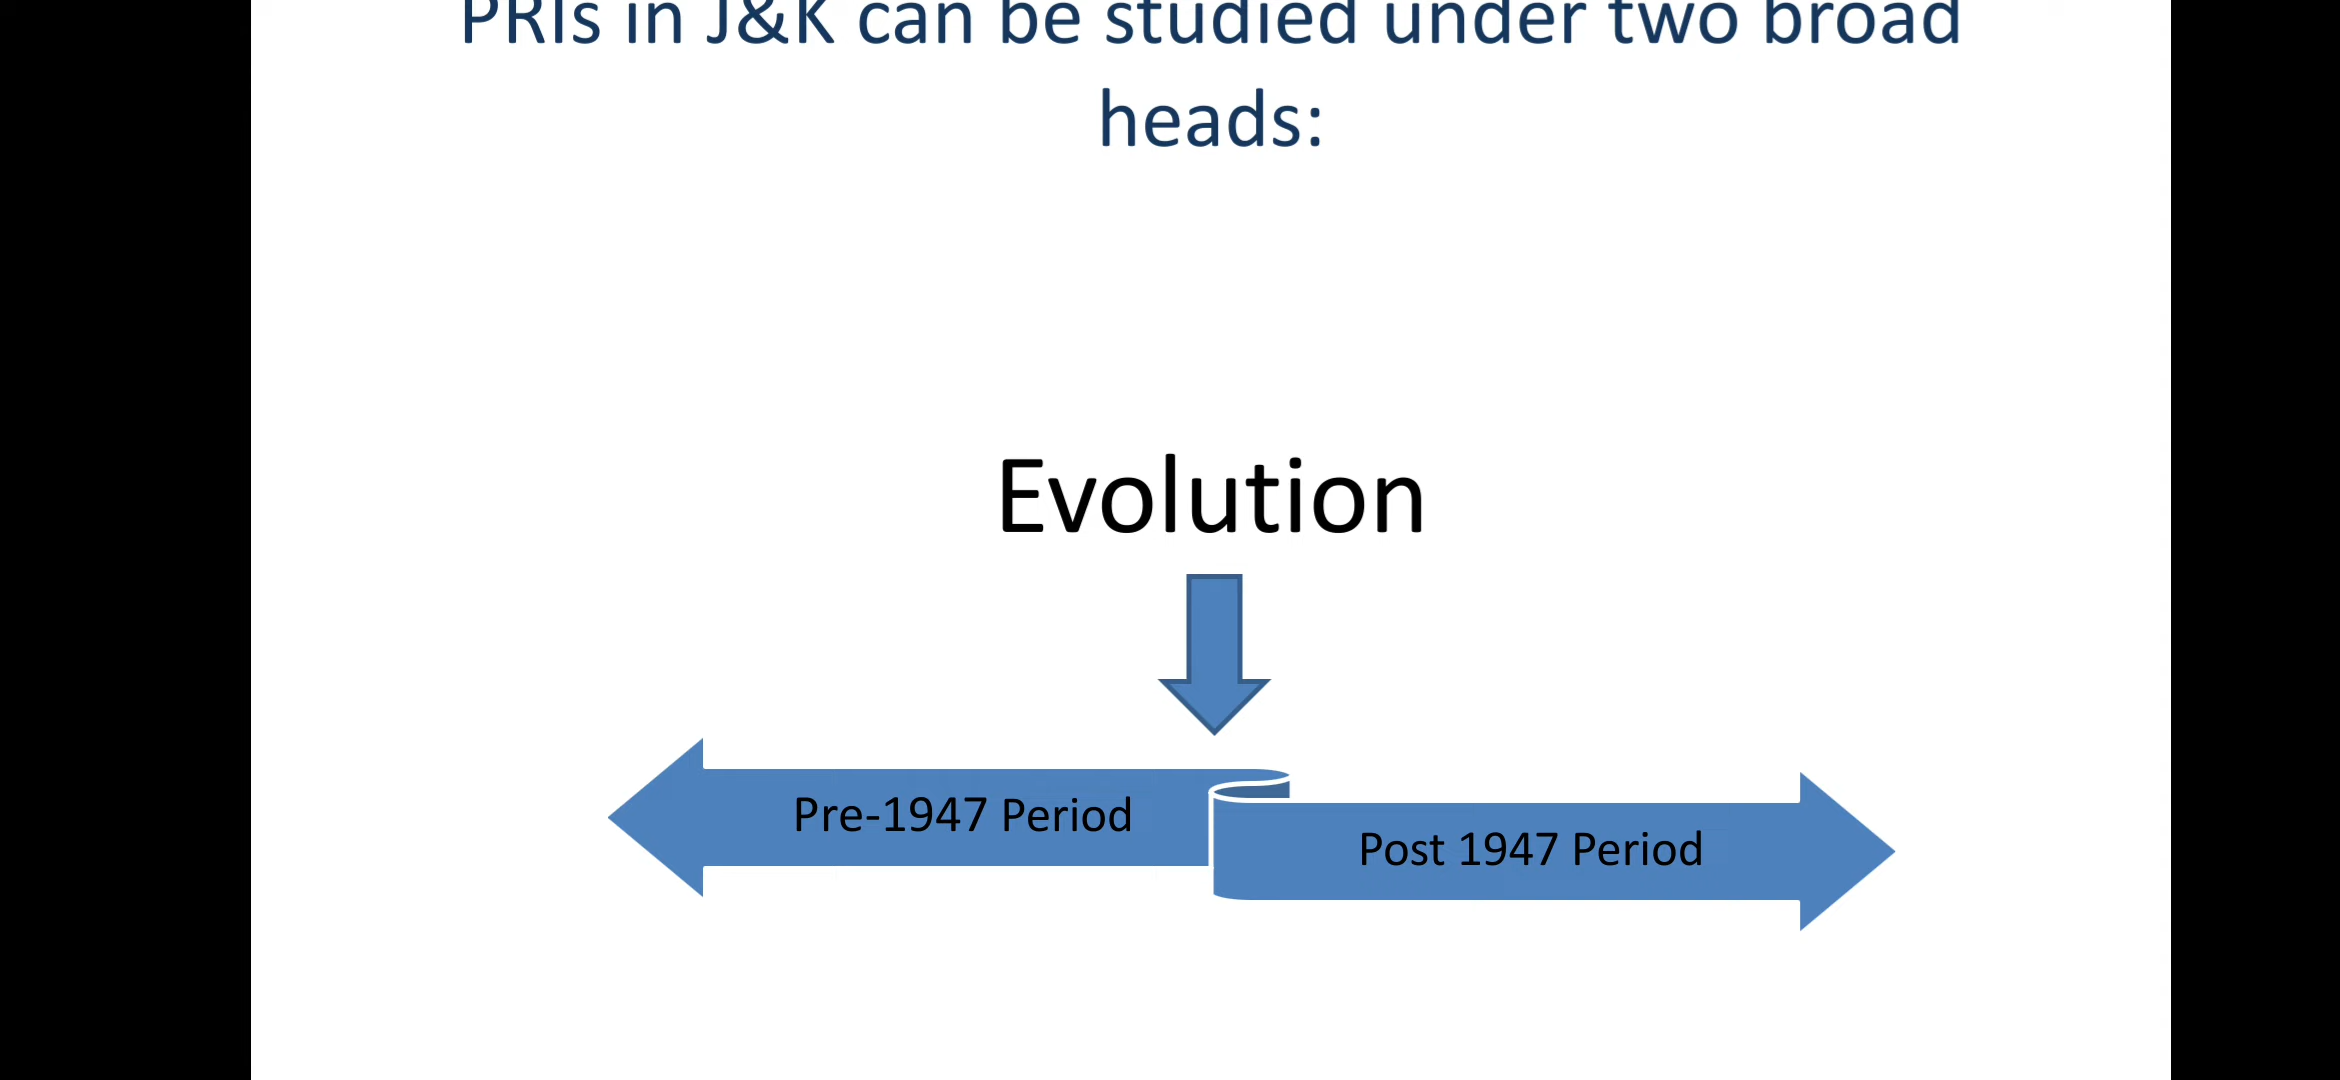 PRIs in J&K can be studied under two broad
heads:
Evolution
Pre-1947 Period
Post 1947 Period